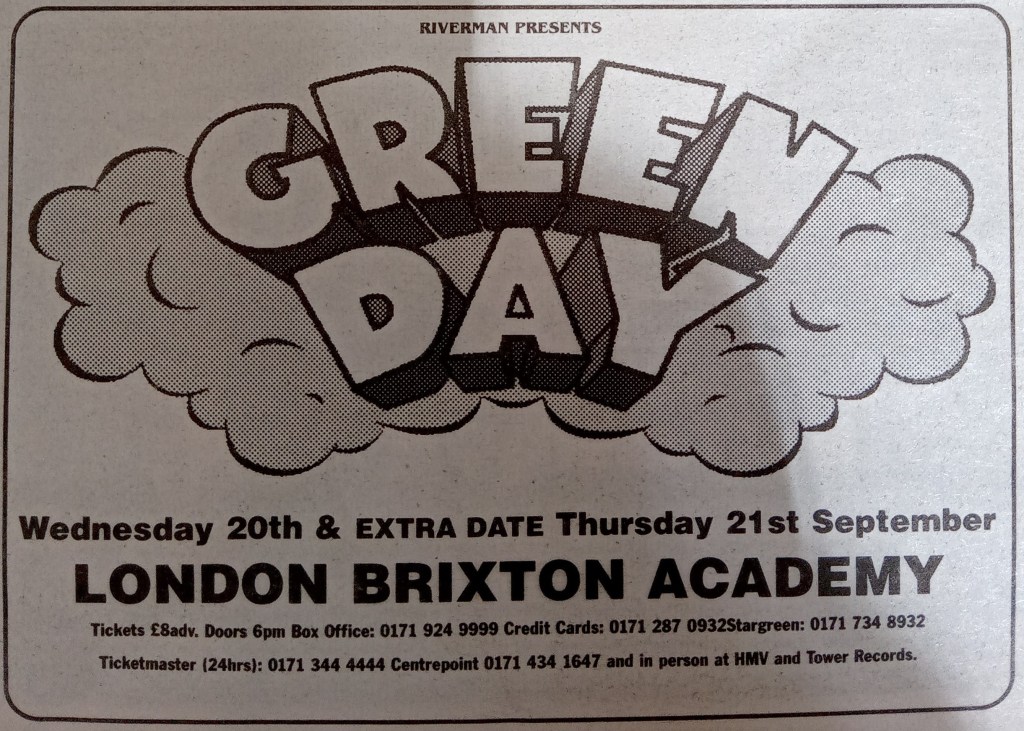 RIVERMAN PRESENTS
GREEN
DAY
Wednesday 20th & EXTRA DATE Thursday 21st September
LONDON BRIXTON ACADEMY
Tickets £8adv. Doors 6pm Box Office: 0171 924 9999 Credit Cards: 0171 287 0932Stargreen: 0171 734 8932
Ticketmaster (24hrs): 0171 344 4444 Centrepoint 0171 434 1647 and in person at HMV and Tower Records.